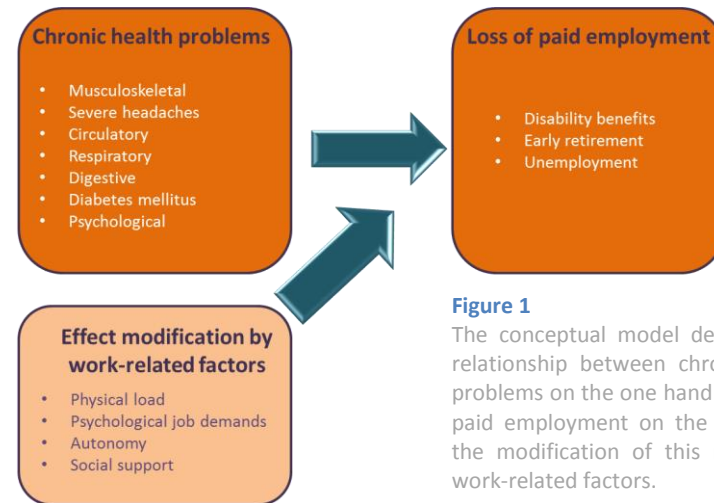 Chronic health problems
• Musculoskeletal
• Severe headaches
• Circulatory
• Respiratory
• Digestive
• Diabetes mellitus
• Psychological
Loss of paid employment
• Disability benefits
• Early retirement
• Unemployment
Effect modification by
work-related factors
• Physical load
• Psychological job demands
• Autonomy
• Social support
Figure 1
The conceptual model de
relationship between chro
problems on the one hand
paid employment on the
the modification of this
work-related factors.